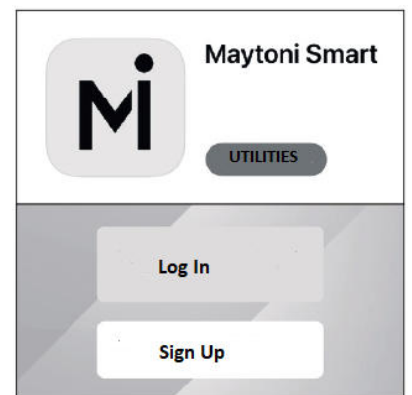 Mi
Maytoni Smart
UTILITIES
Log In
Sign Up